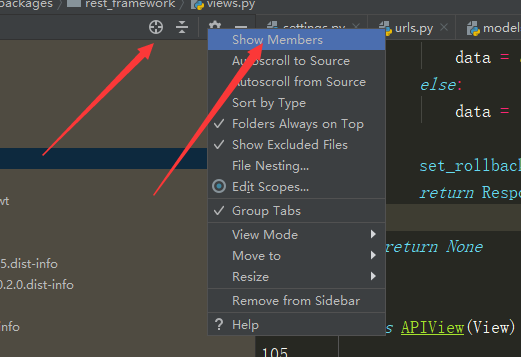 packages rest_framework views.py
settings.py urls.py model
Show Members
Autoscroll to Source
Autoscroll from Source
Sort by Type
Folders Always on Top
Show Excluded Files
File Nesting...
Edit Scopes...
Group Tabs
View Mode
Move to
Resize
Remove from Sidebar
Help
wt
5.dist-info
0.2.0.dist-info
info
data =
else:
data =
set_rollback
return Respo
return None
s APIView(View)
105